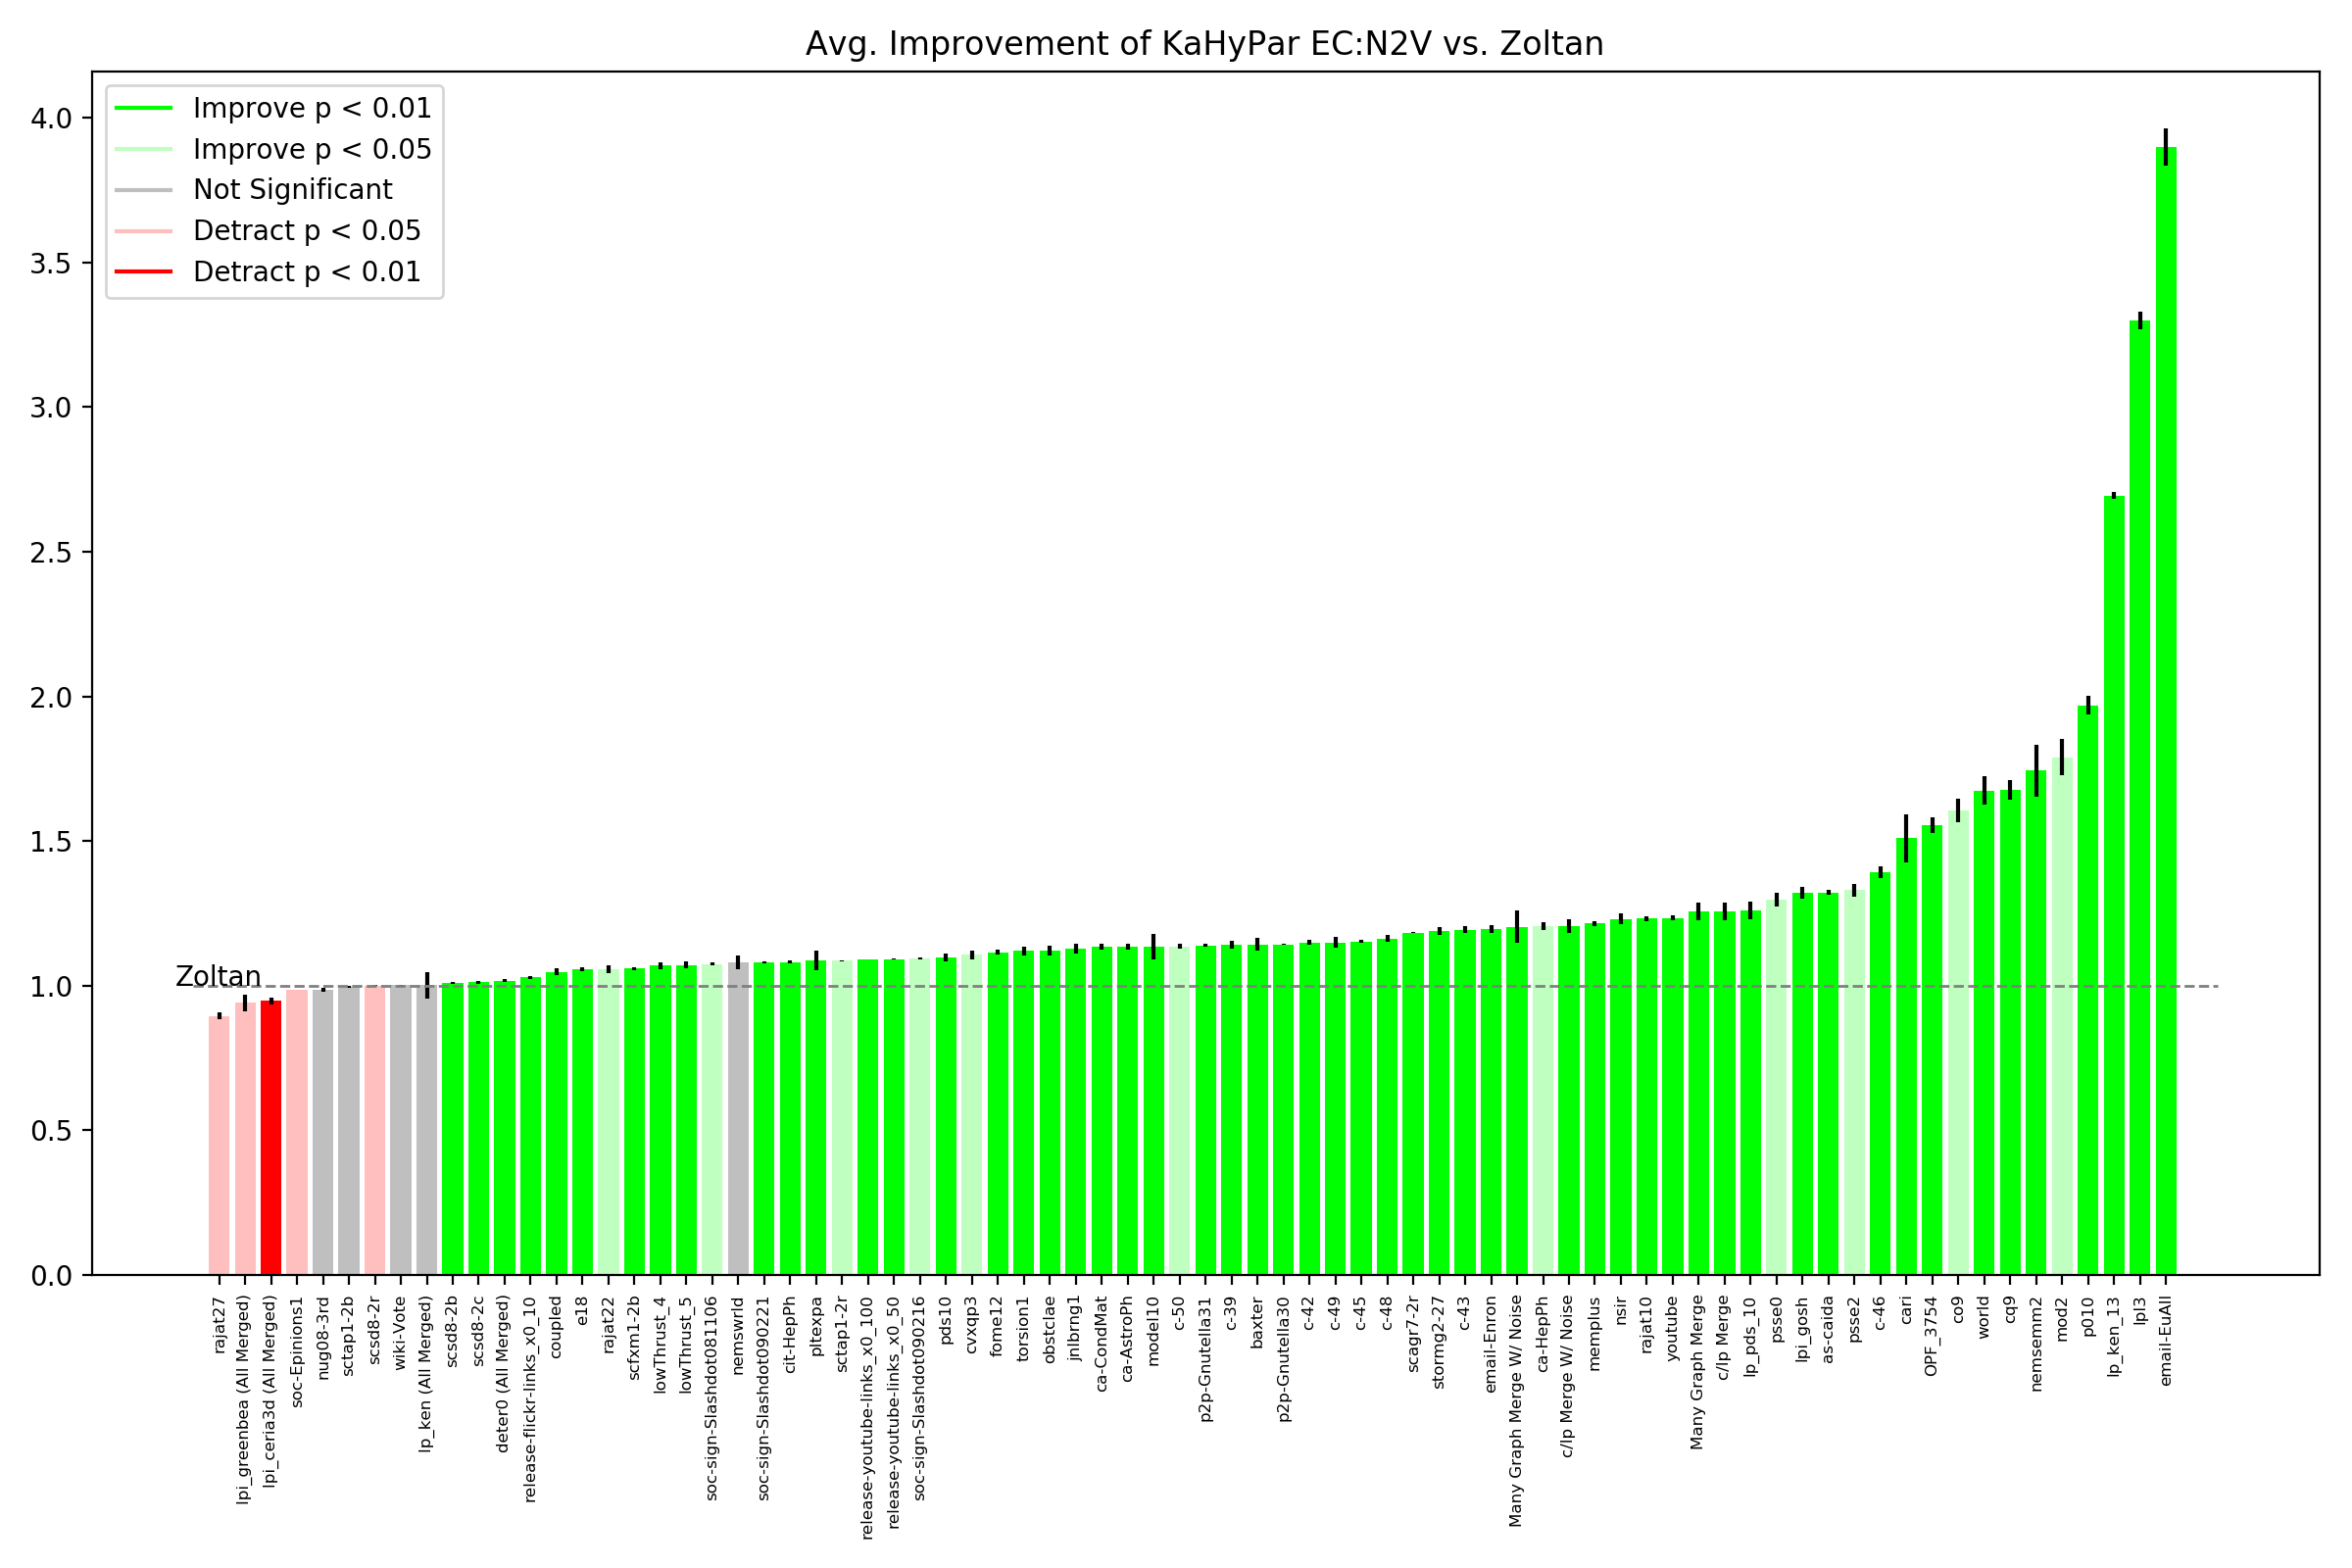 Avg. Improvement of KaHyPar EC:N2V vs. Zoltan
Improve p < 0.01
Improve p < 0.05
Not Significant
Detract p < 0.05
Detract p < 0.01
4.0
3.5
3.0
2.5
2.0
1.5
1.0
0.5
0.0
Zoltan
rajat27
lpi_greenbea (All Merged)
lpi_ceria3d (All Merged)
soc-Epinions1
nug08-3rd
sctap1-2b
scsd8-2r
wiki-Vote
lp_ken (All Merged)
scsd8-2b
scsd8-2c
deter0 (All Merged)
release-flickr-links_x0_10
coupled
e18
rajat22
scfxm1-2b
lowThrust_4
lowThrust_5
soc-sign-Slashdot081106
nemswrld
soc-sign-Slashdot090221
cit-HepPh
pltexpa
sctap1-2r
release-youtube-links_x0_100
release-youtube-links_x0_50
soc-sign-Slashdot090216
pds10
cvxqp3
fome12
torsion1
obstclae
jnlbrng1
ca-CondMat
ca-AstroPh
model10
c-50
p2p-Gnutella31
c-39
baxter
p2p-Gnutella30
c-42
c-49
c-45
c-48
scagr7-2r
stormg2-27
c-43
email-Enron
Many Graph Merge W/ Noise
ca-HepPh
c/lp Merge W/ Noise
memplus
nsir
rajat10
youtube
Many Graph Merge
c/lp Merge
lp_pds_10
psse0
lpi_gosh
as-caida
psse2
c-46
cari
OPF_3754
co9
world
cq9
nemsemm2
mod2
p010
lp_ken_13
lpl3
email-EuAll